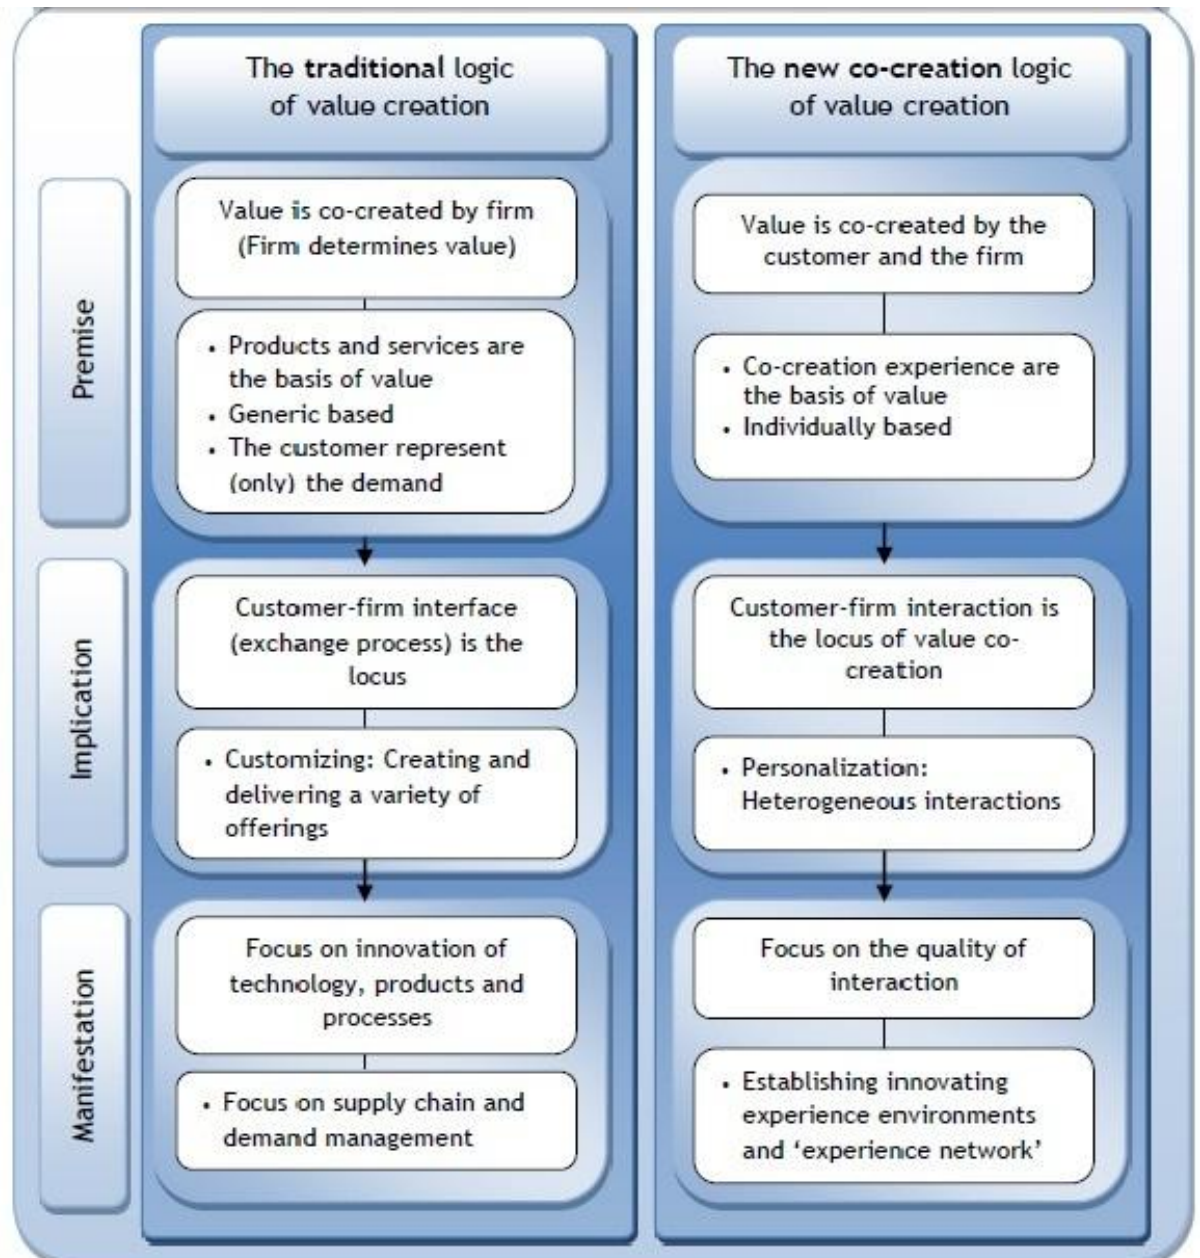 The traditional logic
of value creation
The new co-creation logic
of value creation
Premise
Value is co-created by firm
(Firm determines value)
• Products and services are
the basis of value
• Generic based
• The customer represent
(only) the demand
Value is co-created by the
customer and the firm
• Co-creation experience are
the basis of value
• Individually based
Implication
Customer-firm interface
(exchange process) is the
locus
• Customizing: Creating and
delivering a variety of
offerings
Customer-firm interaction is
the locus of value co-
creation
• Personalization:
Heterogeneous interactions
Manifestation
Focus on innovation of
technology, products and
processes
• Focus on supply chain and
demand management
Focus on the quality of
interaction
• Establishing innovating
experience environments
and ‘experience network’